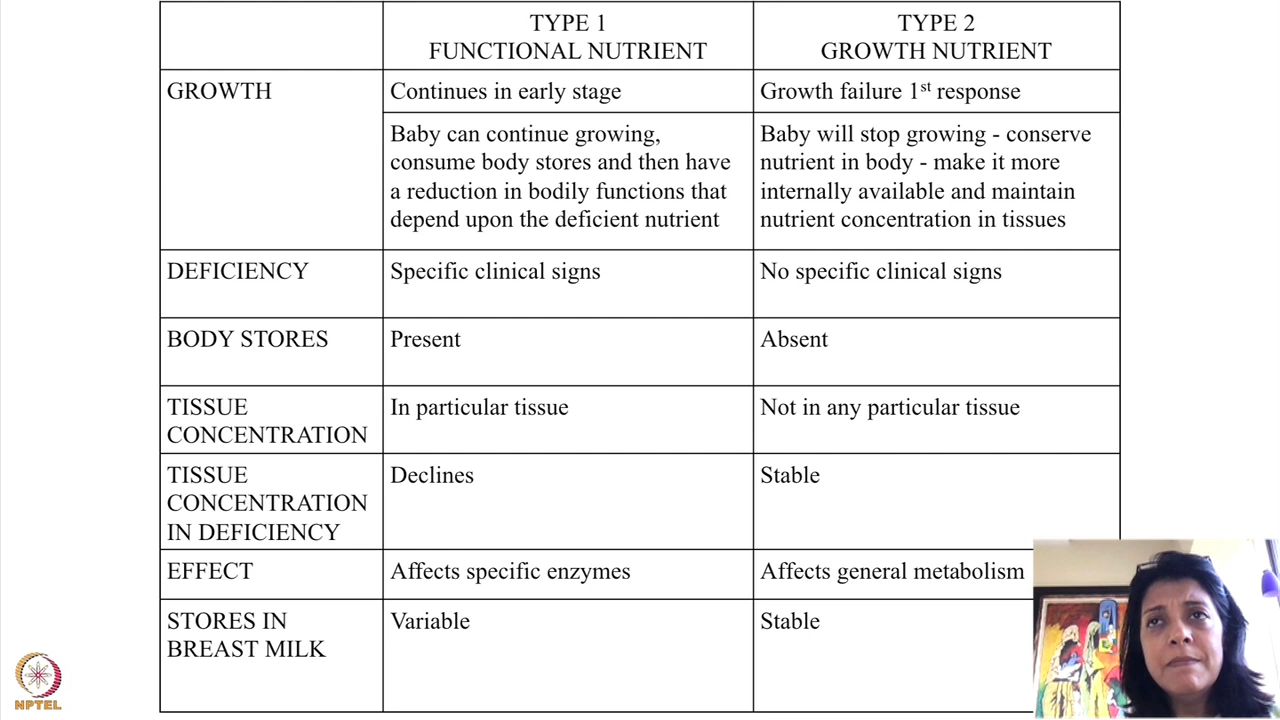 TYPE 1
FUNCTIONAL NUTRIENT
TYPE 2
GROWTH NUTRIENT
GROWTH
Continues in early stage
Growth failure 1st response
Baby can continue growing,
consume body stores and then have
a reduction in bodily functions that
depend upon the deficient nutrient
Baby will stop growing - conserve
nutrient in body - make it more
internally available and maintain
nutrient concentration in tissues
DEFICIENCY
Specific clinical signs
No specific clinical signs
BODY STORES
Present
Absent
TISSUE
CONCENTRATION
In particular tissue
Not in any particular tissue
TISSUE
CONCENTRATION
IN DEFICIENCY
Declines
Stable
EFFECT
Affects specific enzymes
Affects general metabolism
STORES IN
BREAST MILK
Variable
Stable
NPTEL